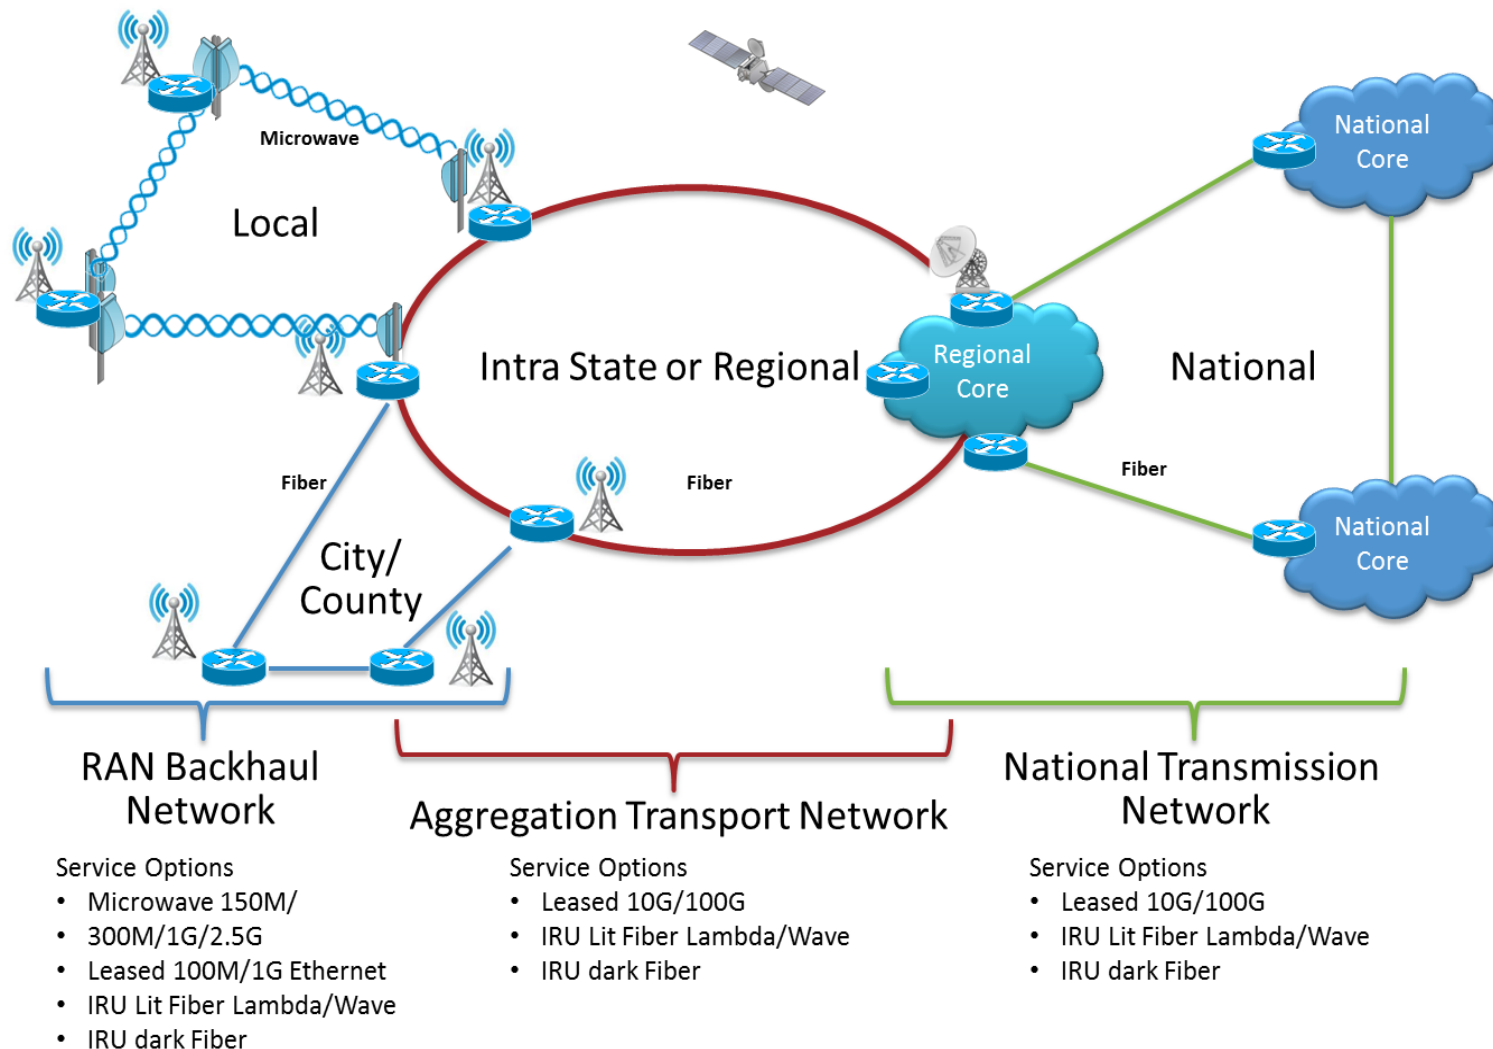 Microwave
Local
National
Core
Intra State or Regional
Regional
Core
National
Fiber
Fiber
Fiber
National
Core
City/
County
RAN Backhaul
Network
Aggregation Transport Network
National Transmission
Network
Service Options
• Microwave 150M/
• 300M/1G/2.5G
• Leased 100M/1G Ethernet
• IRU Lit Fiber Lambda/Wave
• IRU dark Fiber
Service Options
• Leased 10G/100G
• IRU Lit Fiber Lambda/Wave
• IRU dark Fiber
Service Options
• Leased 10G/100G
• IRU Lit Fiber Lambda/Wave
• IRU dark Fiber